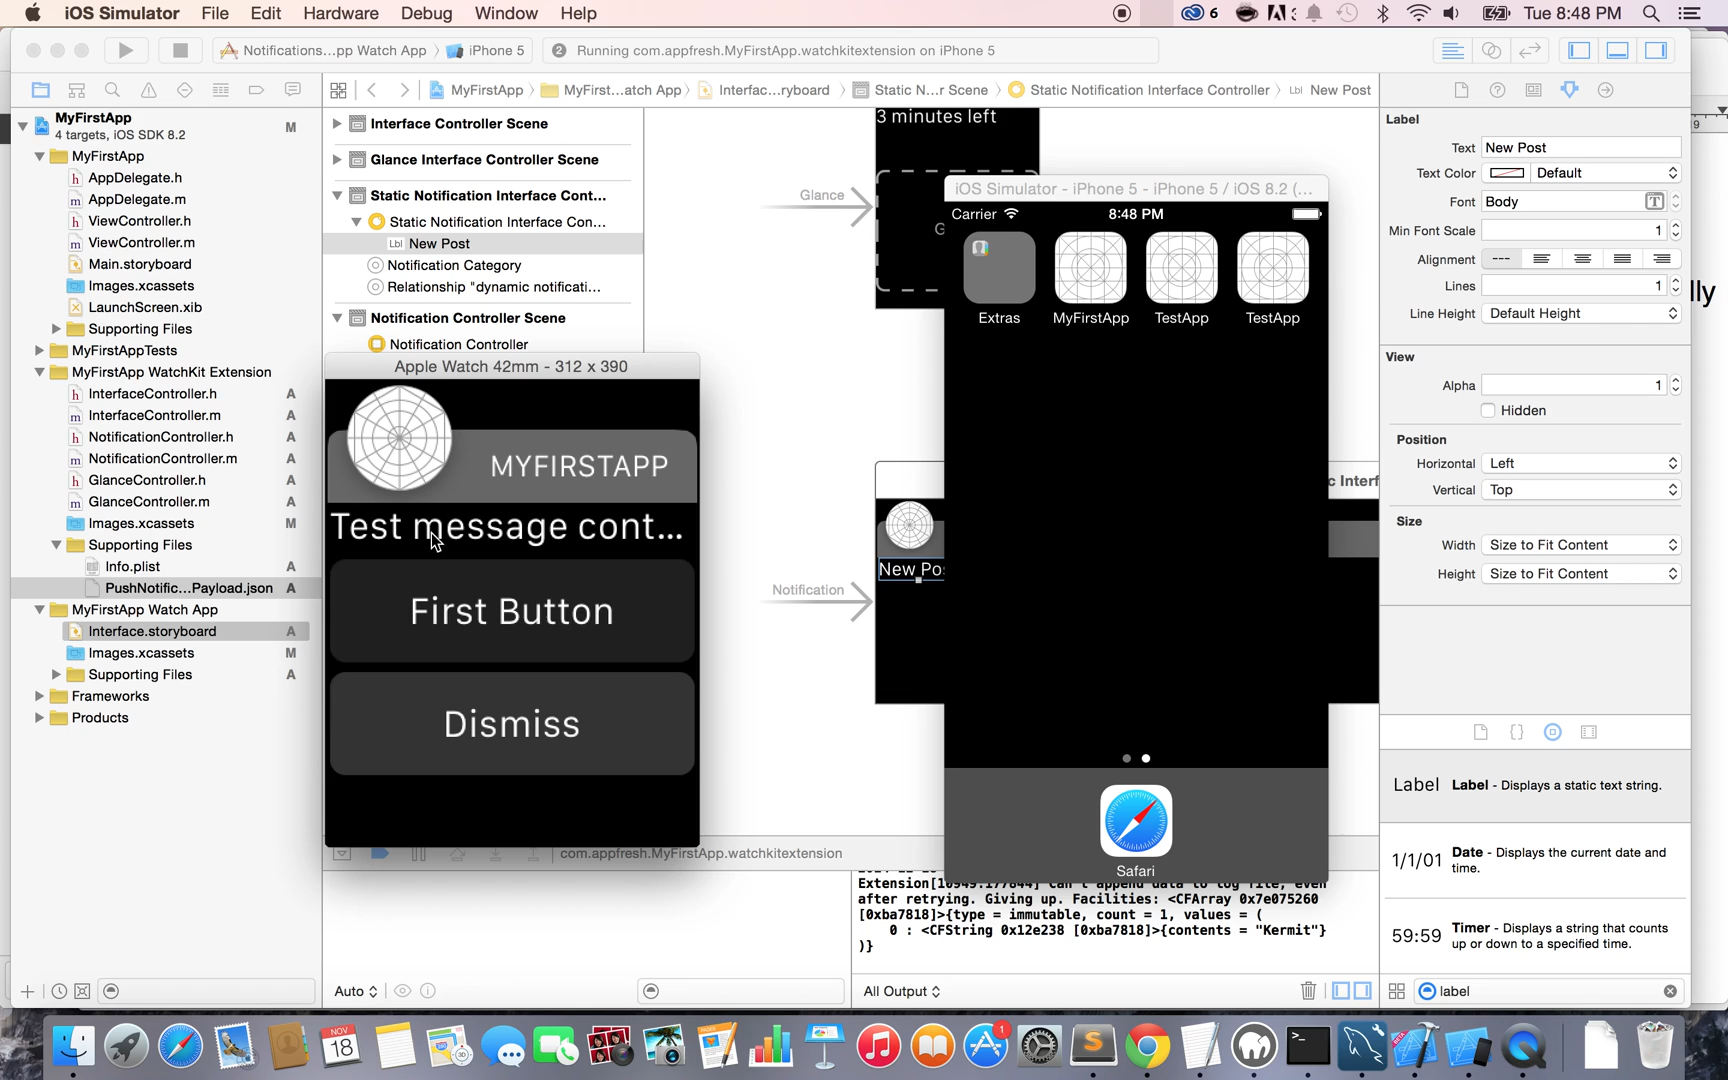 iOS Simulator File Edit Hardware Debug Window Help 6 Tue 8:48 PM
Notifications...pp Watch App iPhone 5 2 Running com.appfresh.MyFirstApp.watchkitextension on iPhone 5
MyFirstApp MyFirst...atch App Interfac...ryboard Static N...r Scene Static Notification Interface Controller Lbl New Post
MyFirstApp M
4 targets, iOS SDK 8.2
MyFirstApp
AppDelegate.h
AppDelegate.m
ViewController.h
ViewController.m
Main.storyboard
Images.xcassets
LaunchScreen.xib
Supporting Files
MyFirstAppTests
MyFirstApp WatchKit Extension
InterfaceController.h A
InterfaceController.m A
NotificationController.h A
NotificationController.m A
GlanceController.h A
GlanceController.m A
Images.xcassets M
Supporting Files
Info.plist A
PushNotific...Payload.json A
MyFirstApp Watch App
Interface.storyboard A
Images.xcassets M
Supporting Files A
Frameworks
Products
Interface Controller Scene
Glance Interface Controller Scene
Static Notification Interface Cont...
Static Notification Interface Con...
Lbl New Post
Notification Category
Relationship "dynamic notificati...
Notification Controller Scene
Notification Controller
Apple Watch 42mm - 312 x 390
MYFIRSTAPP
Test message cont...
First Button
Dismiss
3 minutes left
Glance
G
Notification
New Pos
c Interf
iOS Simulator - iPhone 5 - iPhone 5 / iOS 8.2 (...
Carrier 8:48 PM
Extras MyFirstApp TestApp TestApp
Safari
com.appfresh.MyFirstApp.watchkitextension
after retrying. Giving up. Facilities: <CFArray 0x7e075260
[0xba7818]>{type = immutable, count = 1, values = (
0 : <CFString 0x12e238 [0xba7818]>{contents = "Kermit"}
)}
Auto All Output
Label
Text New Post
Text Color Default
Font Body
Min Font Scale 1
Alignment
Lines 1
Line Height Default Height
View
Alpha 1
Hidden
Position
Horizontal Left
Vertical Top
Size
Width Size to Fit Content
Height Size to Fit Content
Label Label - Displays a static text string.
1/1/01 Date - Displays the current date and
time.
59:59 Timer - Displays a string that counts
up or down to a specified time.
label
lly
9
NOV
18
1